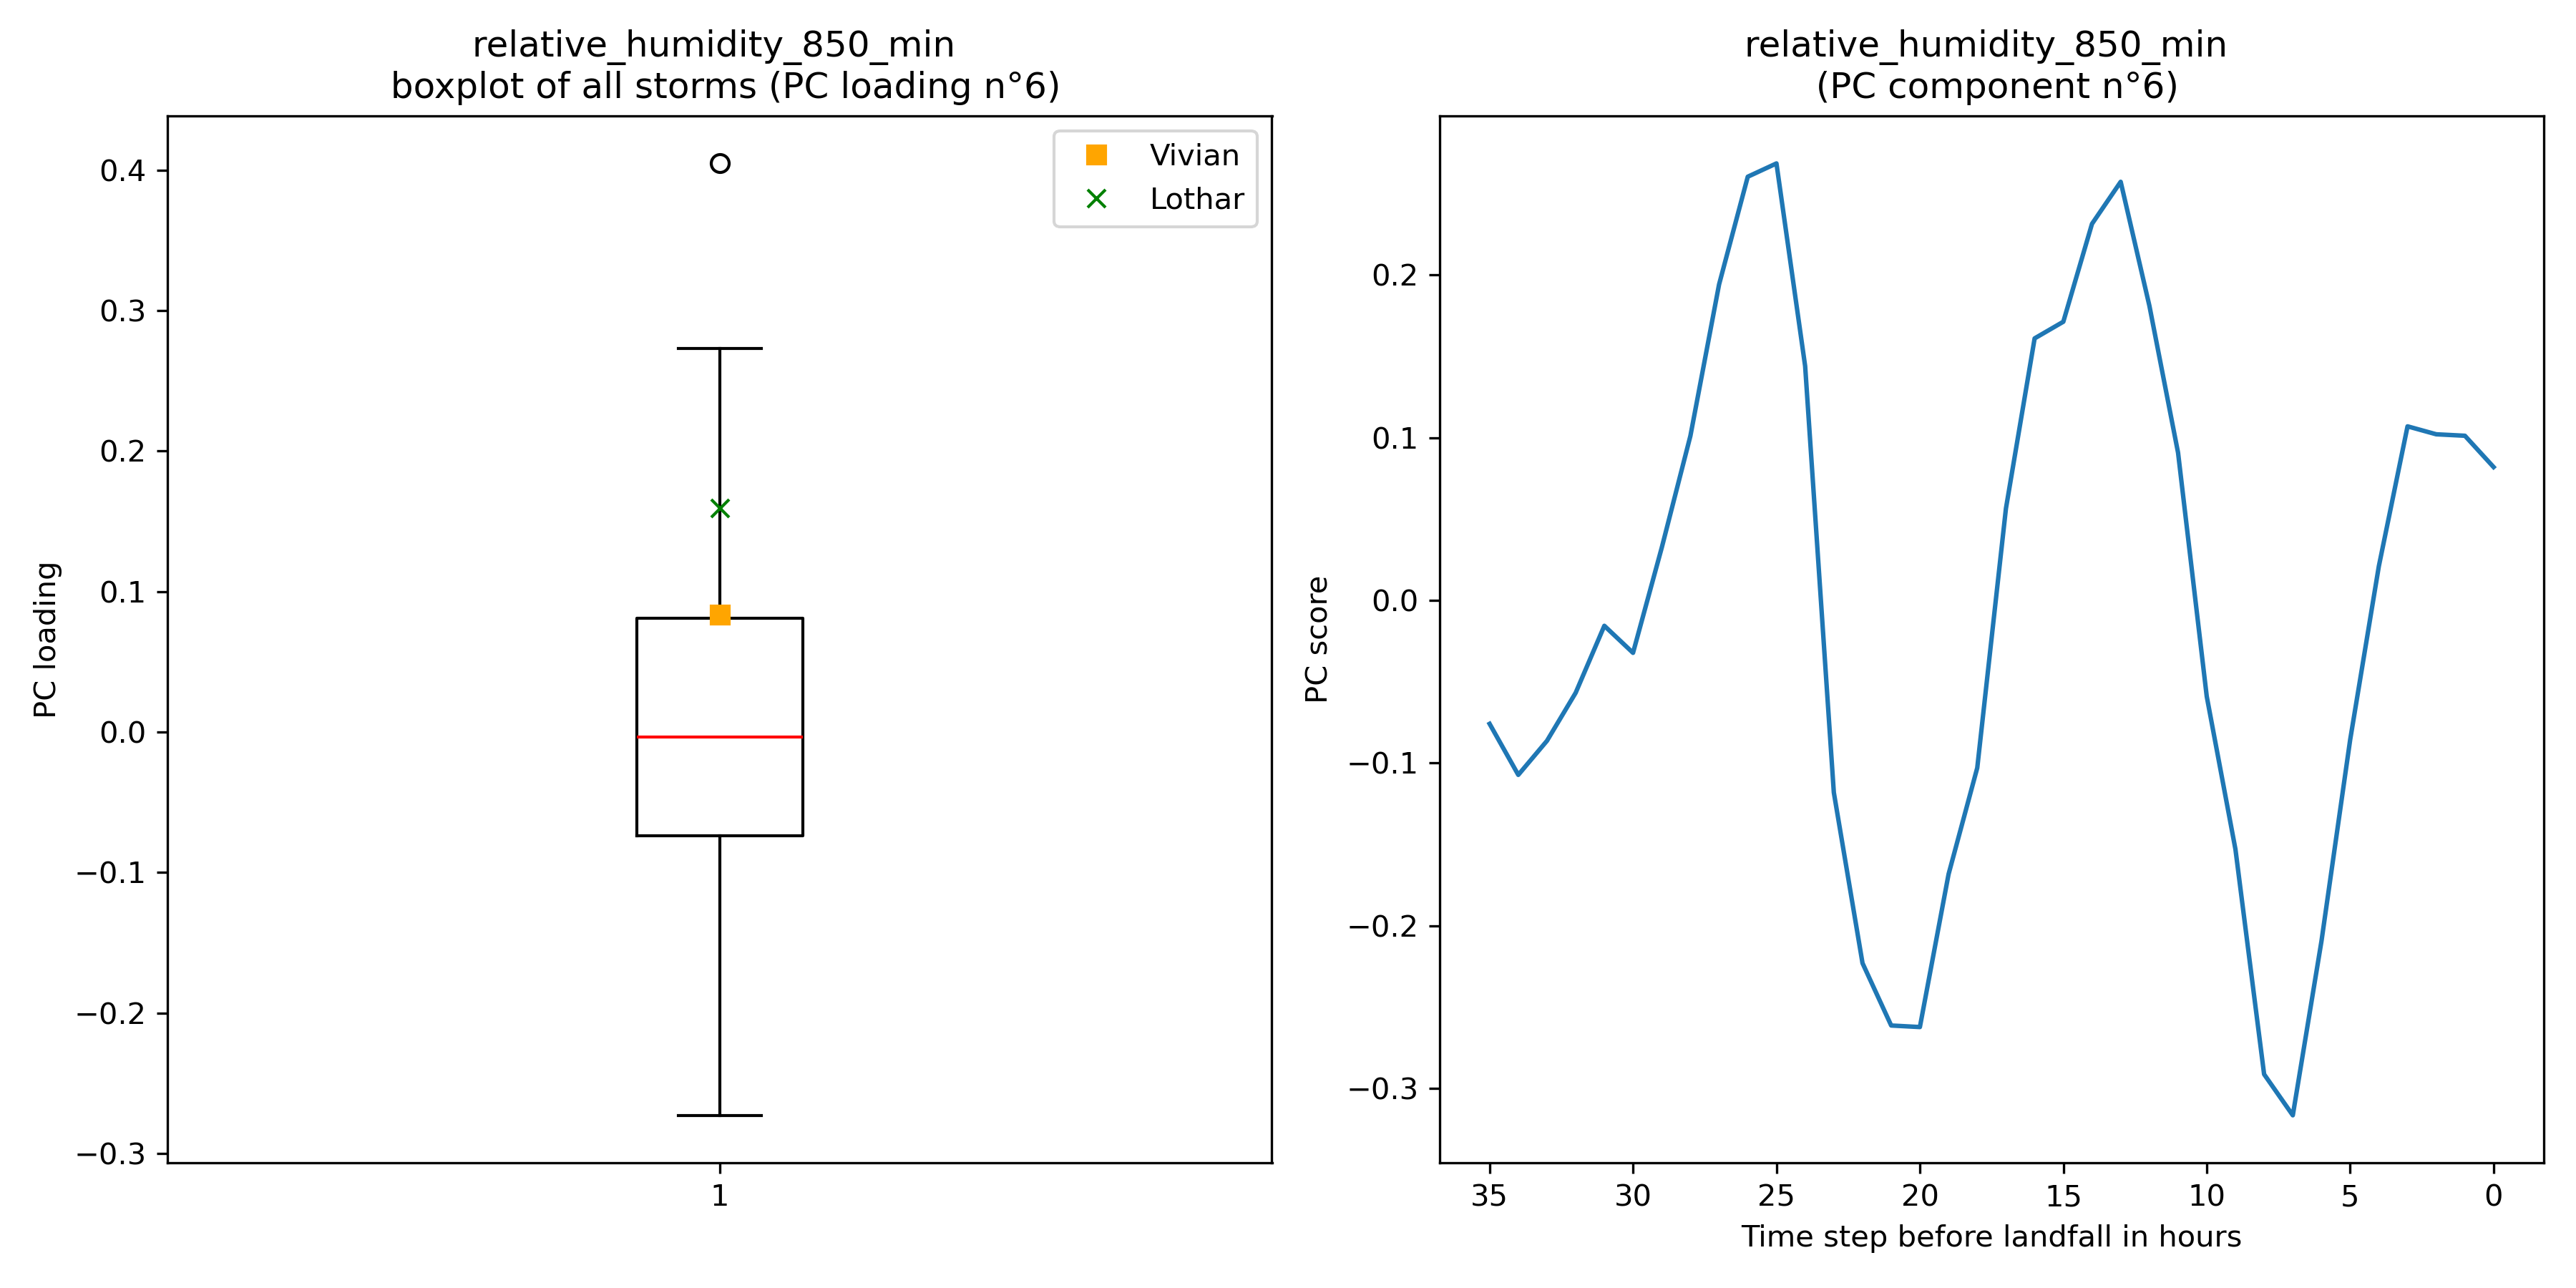 relative_humidity_850_min
boxplot of all storms (PC loading n°6)
Vivian
Lothar
0.4
0.3
0.2
0.1
0.0
−0.1
−0.2
−0.3
PC loading
1
relative_humidity_850_min
(PC component n°6)
0.2
0.1
0.0
−0.1
−0.2
−0.3
PC score
35 30 25 20 15 10 5 0
Time step before landfall in hours